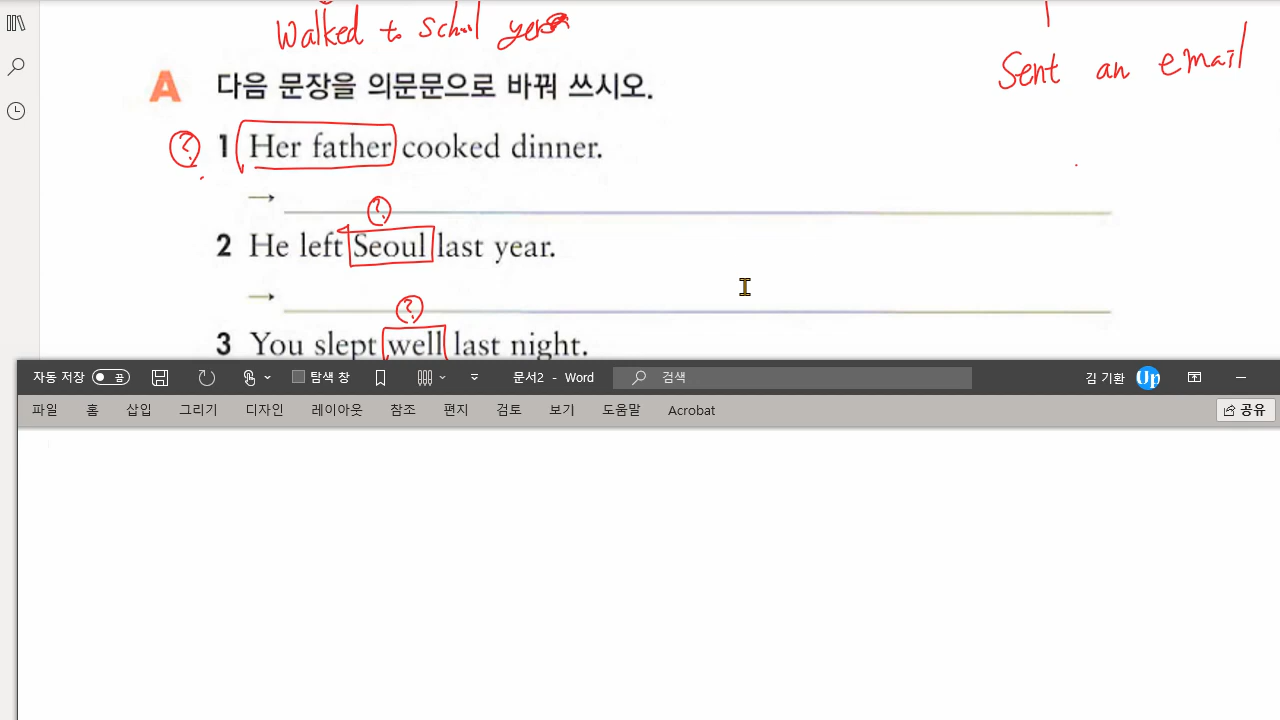 walked to school
Sent an email
A 다음 문장을 의문문으로 바꿔 쓰시오.
? 1 Her father cooked dinner.
→
?
2 He left Seoul last year.
→
?
3 You slept well last night.
자동 저장 끔 탐색 창 문서2 - Word 검색 김 기환 Up
파일 홈 삽입 그리기 디자인 레이아웃 참조 편지 검토 보기 도움말 Acrobat 공유